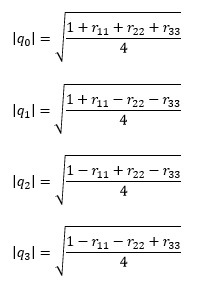 |q₀| = √((1 + r₁₁ + r₂₂ + r₃₃)/4)
|q₁| = √((1 + r₁₁ − r₂₂ − r₃₃)/4)
|q₂| = √((1 − r₁₁ + r₂₂ − r₃₃)/4)
|q₃| = √((1 − r₁₁ − r₂₂ + r₃₃)/4)